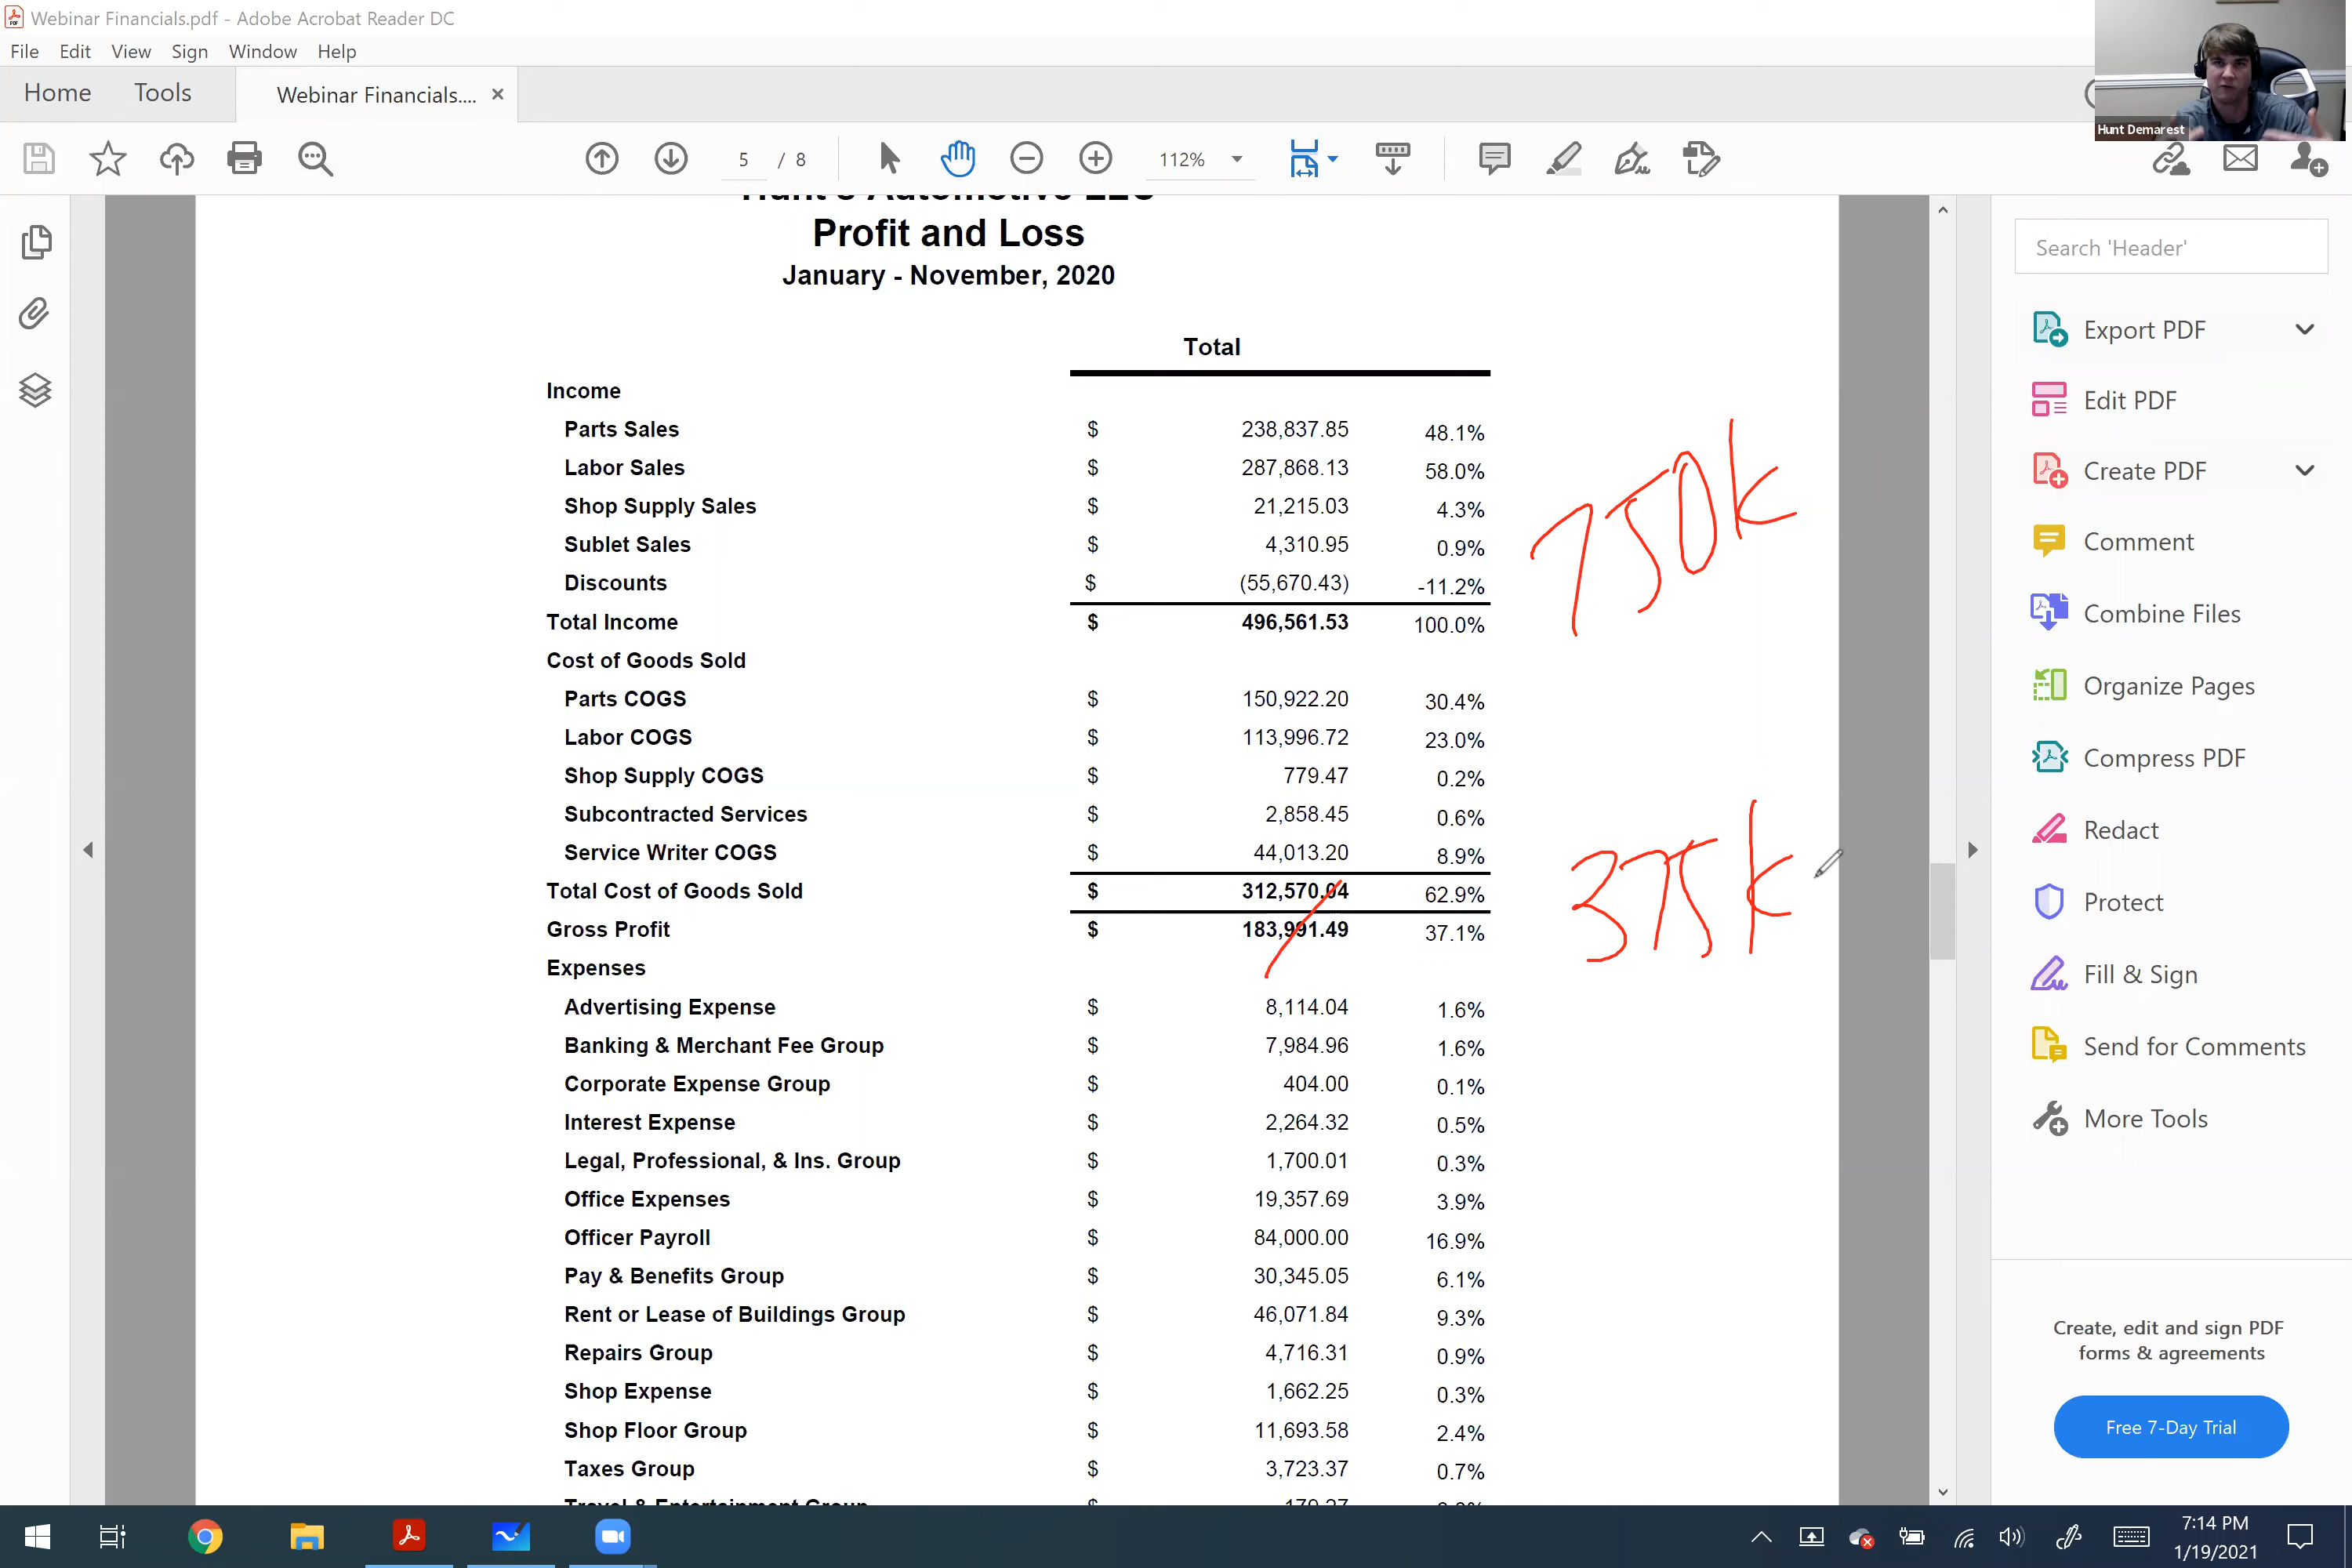 Webinar Financials.pdf - Adobe Acrobat Reader DC
File Edit View Sign Window Help
Home Tools Webinar Financials.... ×
Hunt Demarest
5 / 8 112%
Hunt's Automotive LLC
Profit and Loss
January - November, 2020
Total
Income
Parts Sales $ 238,837.85 48.1%
Labor Sales $ 287,868.13 58.0%
Shop Supply Sales $ 21,215.03 4.3%
Sublet Sales $ 4,310.95 0.9%
Discounts $ (55,670.43) -11.2%
Total Income $ 496,561.53 100.0%
750k
Cost of Goods Sold
Parts COGS $ 150,922.20 30.4%
Labor COGS $ 113,996.72 23.0%
Shop Supply COGS $ 779.47 0.2%
Subcontracted Services $ 2,858.45 0.6%
Service Writer COGS $ 44,013.20 8.9%
Total Cost of Goods Sold $ 312,570.04 62.9%
Gross Profit $ 183,991.49 37.1%
375k
Expenses
Advertising Expense $ 8,114.04 1.6%
Banking & Merchant Fee Group $ 7,984.96 1.6%
Corporate Expense Group $ 404.00 0.1%
Interest Expense $ 2,264.32 0.5%
Legal, Professional, & Ins. Group $ 1,700.01 0.3%
Office Expenses $ 19,357.69 3.9%
Officer Payroll $ 84,000.00 16.9%
Pay & Benefits Group $ 30,345.05 6.1%
Rent or Lease of Buildings Group $ 46,071.84 9.3%
Repairs Group $ 4,716.31 0.9%
Shop Expense $ 1,662.25 0.3%
Shop Floor Group $ 11,693.58 2.4%
Taxes Group $ 3,723.37 0.7%
Travel & Entertainment Group $
Search 'Header'
Export PDF
Edit PDF
Create PDF
Comment
Combine Files
Organize Pages
Compress PDF
Redact
Protect
Fill & Sign
Send for Comments
More Tools
Create, edit and sign PDF
forms & agreements
Free 7-Day Trial
7:14 PM
1/19/2021